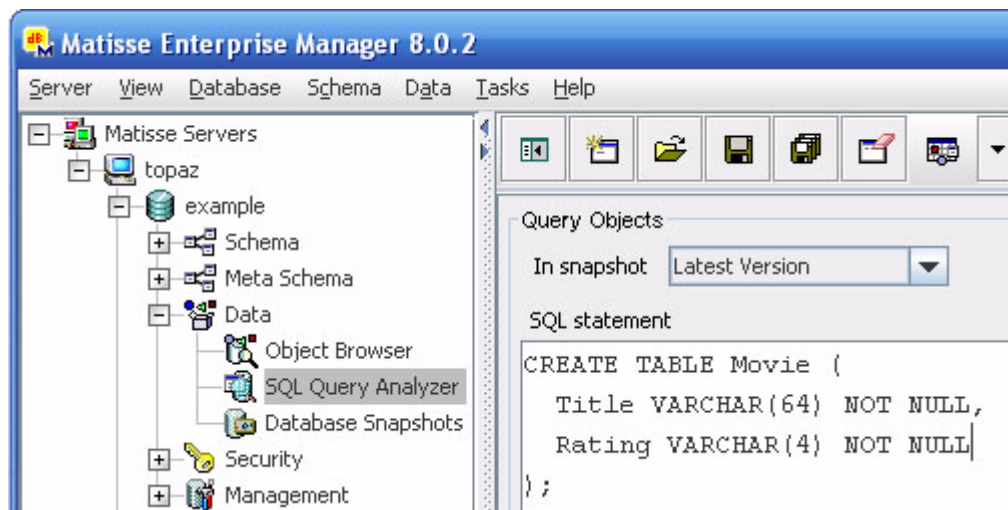 Matisse Enterprise Manager 8.0.2
Server View Database Schema Data Tasks Help
Matisse Servers
topaz
example
Schema
Meta Schema
Data
Object Browser
SQL Query Analyzer
Database Snapshots
Security
Management
Query Objects
In snapshot Latest Version
SQL statement
CREATE TABLE Movie (
Title VARCHAR(64) NOT NULL,
Rating VARCHAR(4) NOT NULL
);